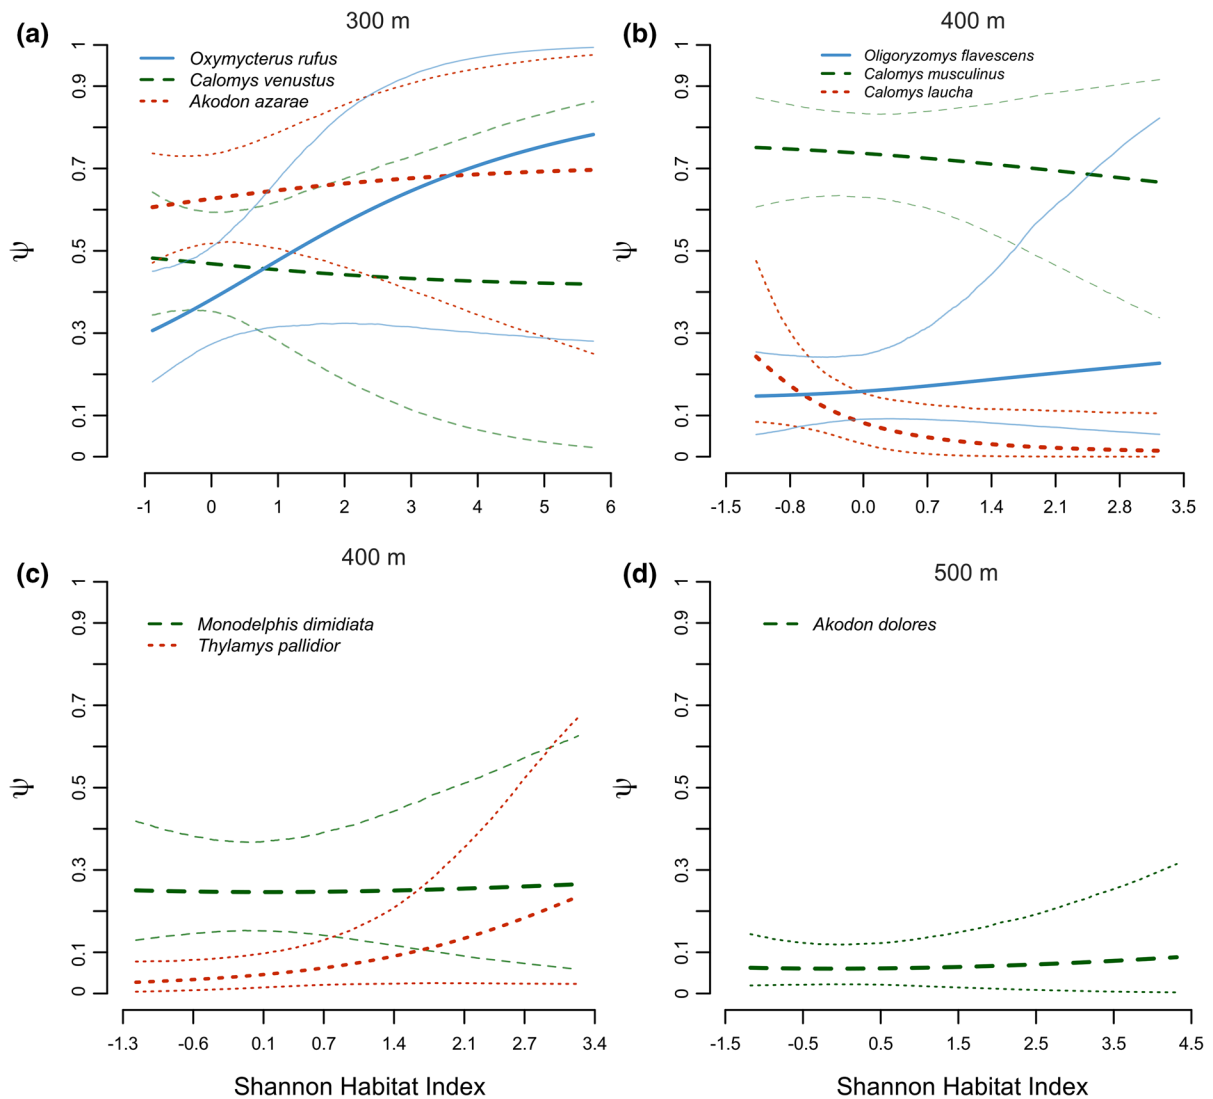 (a)
300 m
Oxymycterus rufus
Calomys venustus
Akodon azarae
ψ
1
0.9
0.7
0.5
0.3
0.1
0
-1 0 1 2 3 4 5 6
(b)
400 m
Oligoryzomys flavescens
Calomys musculinus
Calomys laucha
ψ
1
0.9
0.7
0.5
0.3
0.1
0
-1.5 -0.8 0.0 0.7 1.4 2.1 2.8 3.5
(c)
400 m
Monodelphis dimidiata
Thylamys pallidior
ψ
1
0.9
0.7
0.5
0.3
0.1
0
-1.3 -0.6 0.1 0.7 1.4 2.1 2.7 3.4
Shannon Habitat Index
(d)
500 m
Akodon dolores
ψ
1
0.9
0.7
0.5
0.3
0.1
0
-1.5 -0.5 0.5 1.5 2.5 3.5 4.5
Shannon Habitat Index